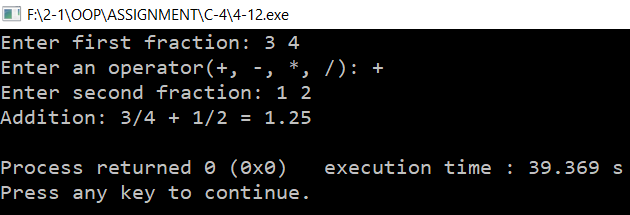 F:\2-1\OOP\ASSIGNMENT\C-4\4-12.exe
Enter first fraction: 3 4
Enter an operator(+, -, *, /): +
Enter second fraction: 1 2
Addition: 3/4 + 1/2 = 1.25
Process returned 0 (0x0)   execution time : 39.369 s
Press any key to continue.